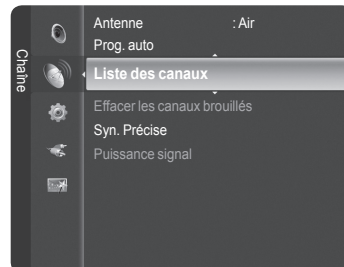 Chaîne
Antenne : Air
Prog. auto
Liste des canaux
Effacer les canaux brouillés
Syn. Précise
Puissance signal